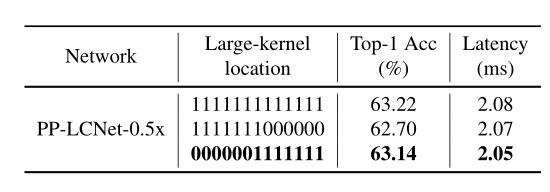 Network | Large-kernel location | Top-1 Acc (%) | Latency (ms)
PP-LCNet-0.5x | 1111111111111 | 63.22 | 2.08
1111111000000 | 62.70 | 2.07
0000001111111 | 63.14 | 2.05